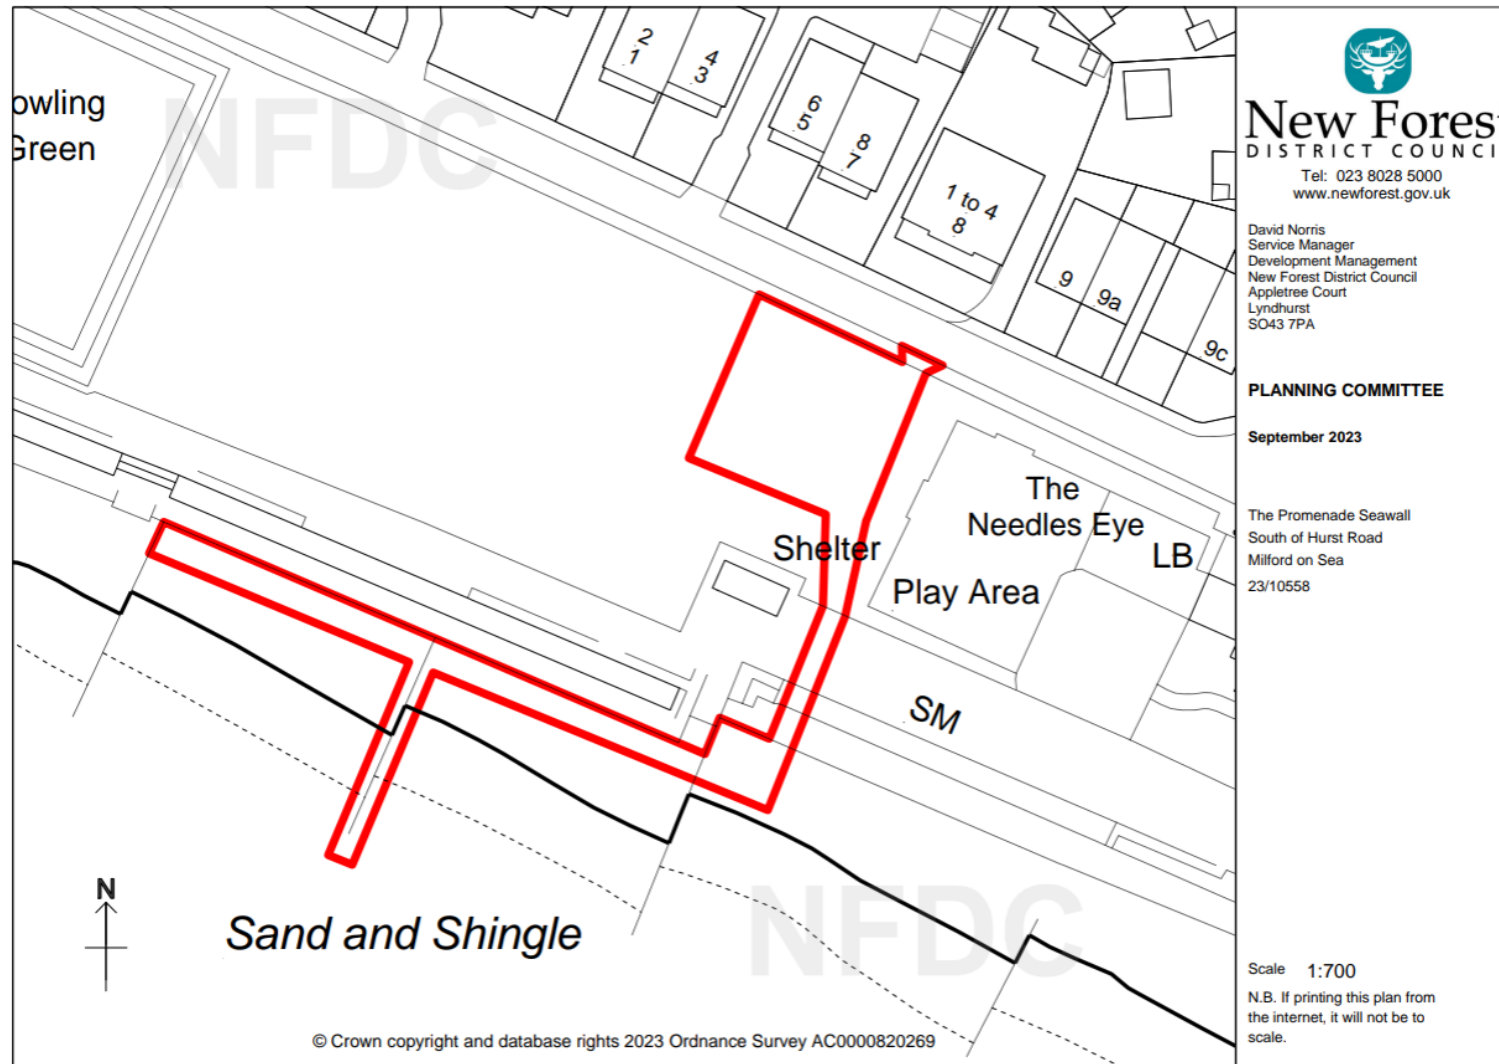 owling
Green
NFDC
2
1
4
3
6
5
8
7
1 to 4
8
9
9a
9c
The
Needles Eye
Shelter
LB
Play Area
SM
N
Sand and Shingle
NFDC
© Crown copyright and database rights 2023 Ordnance Survey AC0000820269
New Fores
DISTRICT COUNCI
Tel: 023 8028 5000
www.newforest.gov.uk
David Norris
Service Manager
Development Management
New Forest District Council
Appletree Court
Lyndhurst
SO43 7PA
PLANNING COMMITTEE
September 2023
The Promenade Seawall
South of Hurst Road
Milford on Sea
23/10558
Scale 1:700
N.B. If printing this plan from
the internet, it will not be to
scale.